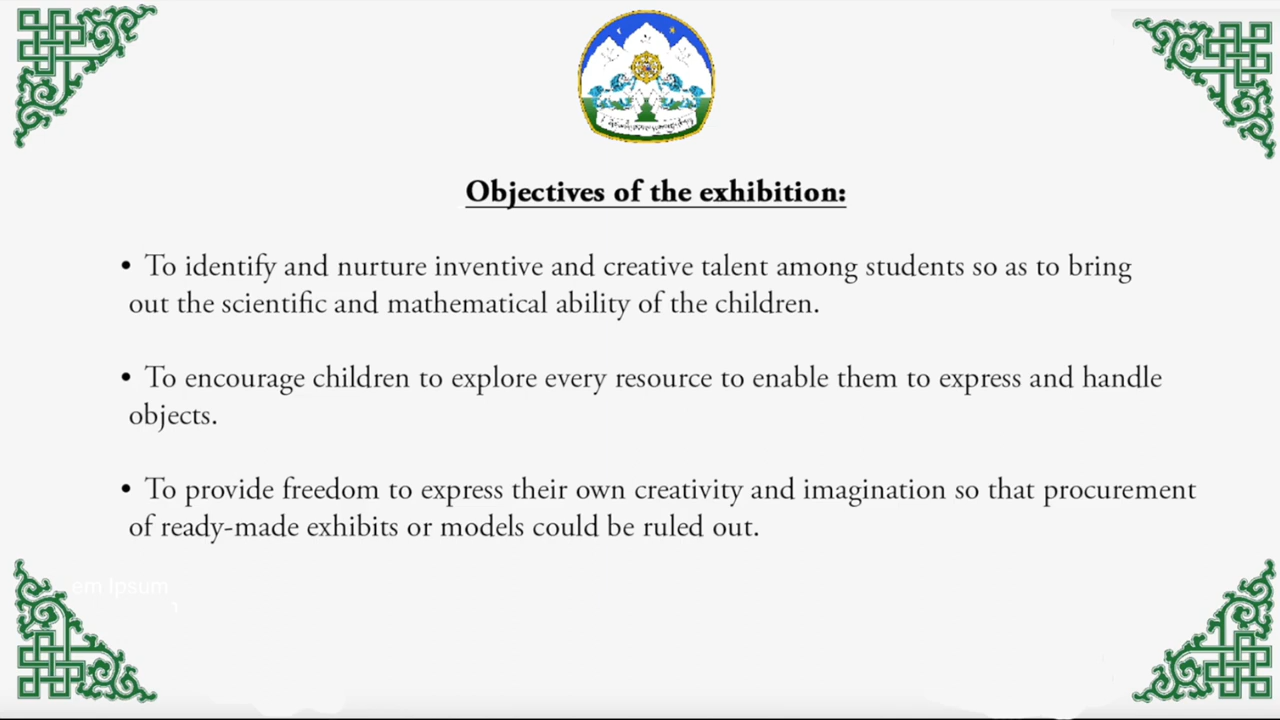 Objectives of the exhibition:
• To identify and nurture inventive and creative talent among students so as to bring
out the scientific and mathematical ability of the children.
• To encourage children to explore every resource to enable them to express and handle
objects.
• To provide freedom to express their own creativity and imagination so that procurement
of ready-made exhibits or models could be ruled out.
em Ipsum